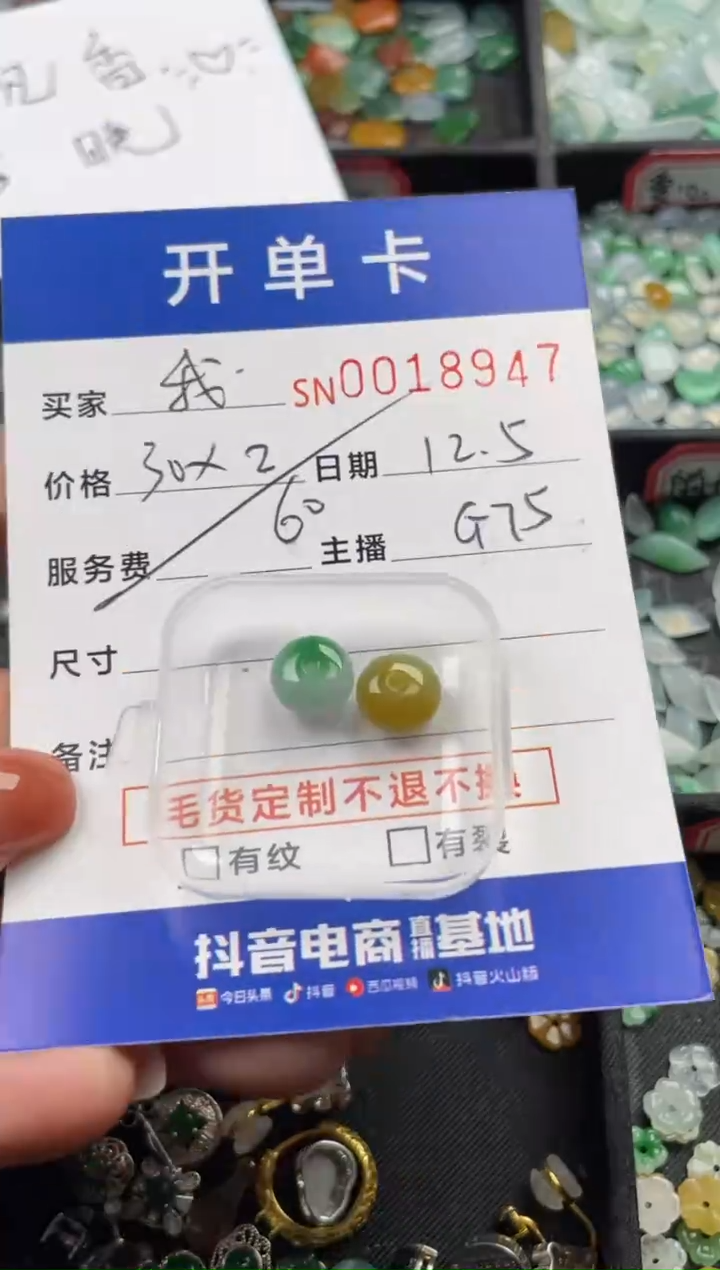 晚
开单卡
买家 我 SN0018947
价格 30×2 日期 12.5
60
服务费 主播 G75
尺寸
备注
毛货定制不退不换
有纹 有裂
抖音电商直播基地
今日头条 抖音 西瓜视频 抖音火山版